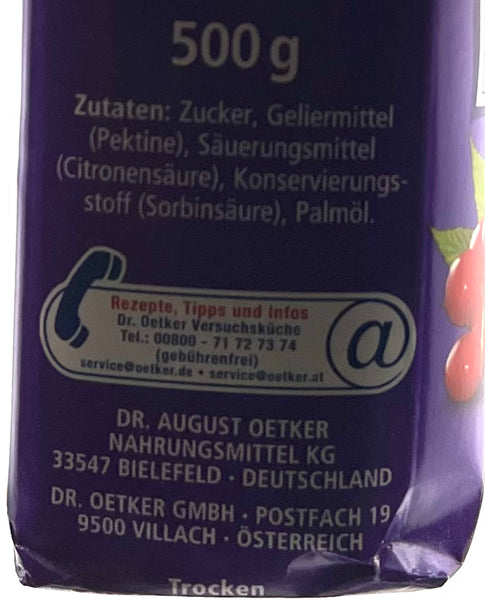 500 g
Zutaten: Zucker, Geliermittel
(Pektine), Säuerungsmittel
(Citronensäure), Konservierungs-
stoff (Sorbinsäure), Palmöl.
Rezepte, Tipps und Infos
Dr. Oetker Versuchsküche
Tel.: 00800 - 71 72 73 74
(gebührenfrei)
service@oetker.de • service@oetker.at
@
DR. AUGUST OETKER
NAHRUNGSMITTEL KG
33547 BIELEFELD · DEUTSCHLAND
DR. OETKER GMBH · POSTFACH 19
9500 VILLACH · ÖSTERREICH
Trocken